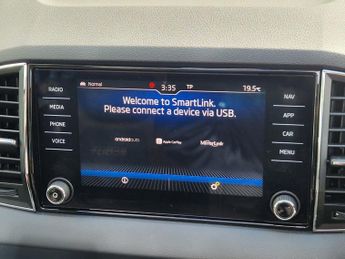 Normal
3:35
TP
19.5°C
RADIO
MEDIA
PHONE
VOICE
Welcome to SmartLink.
Please connect a device via USB.
androidauto
Apple CarPlay
MirrorLink
NAV
APP
CAR
MENU